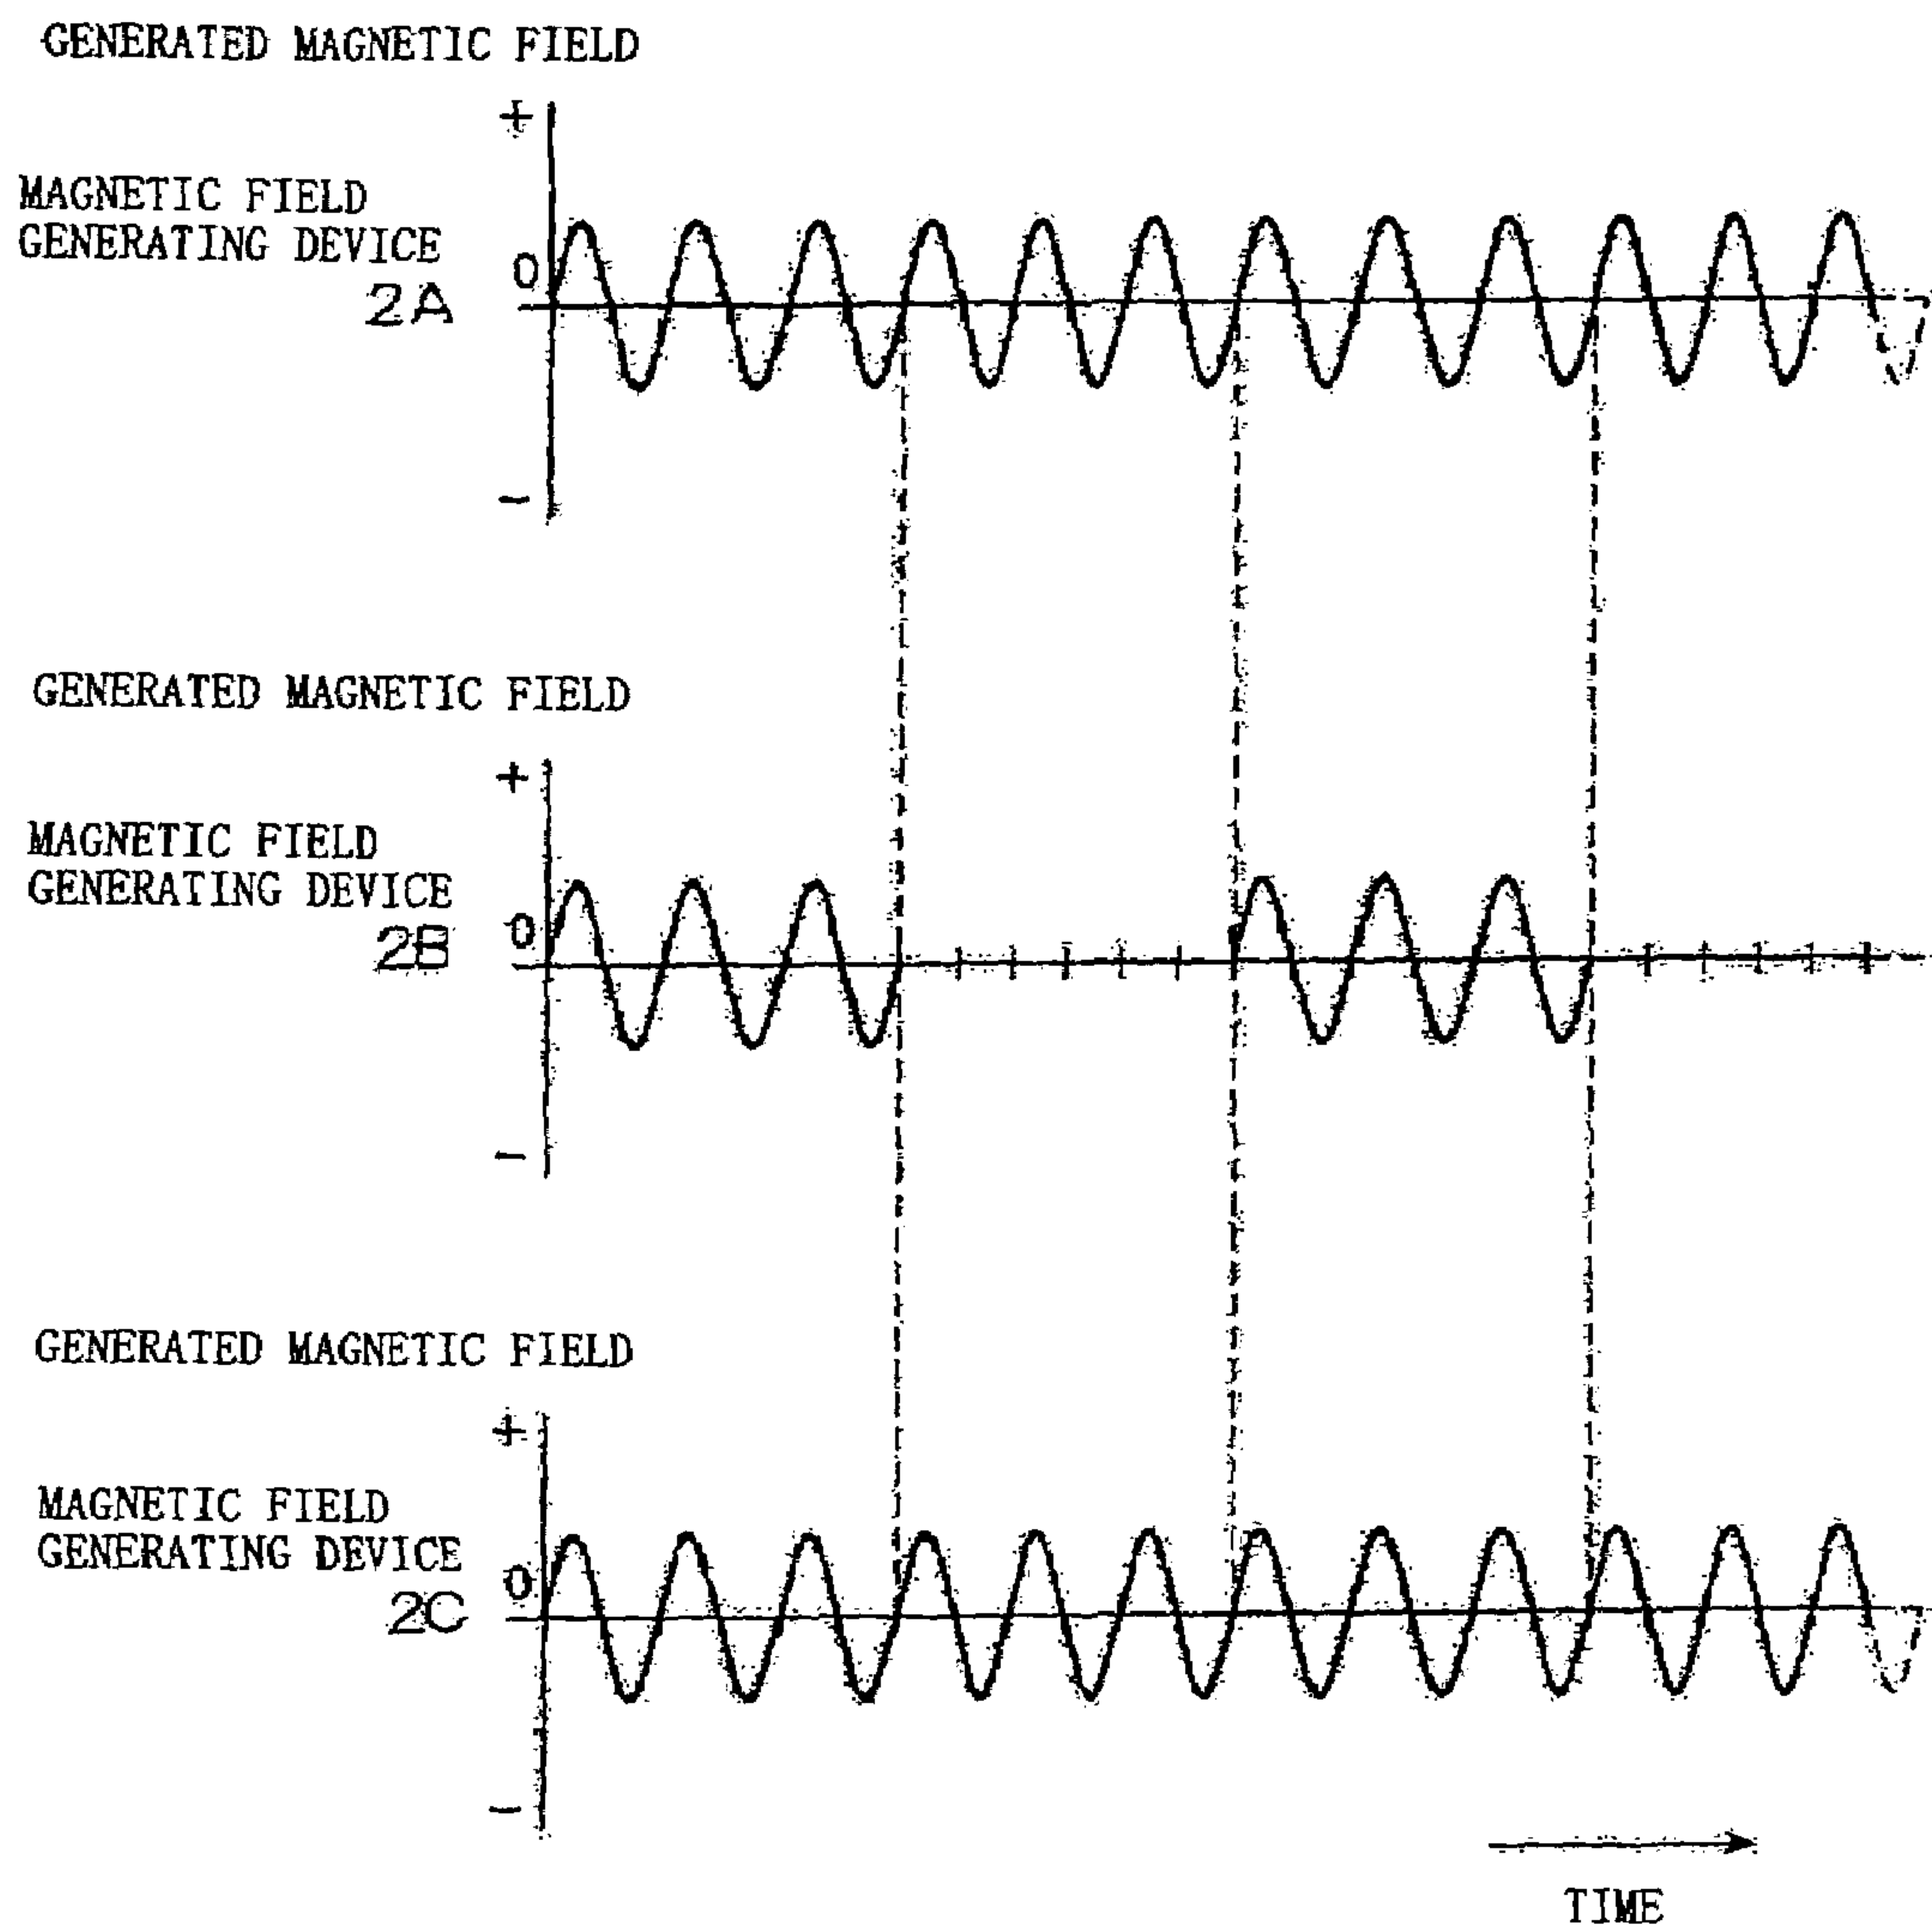 GENERATED MAGNETIC FIELD
+
MAGNETIC FIELD
GENERATING DEVICE
0
2A
-
GENERATED MAGNETIC FIELD
+
MAGNETIC FIELD
GENERATING DEVICE
0
2B
-
GENERATED MAGNETIC FIELD
+
MAGNETIC FIELD
GENERATING DEVICE
0
2C
-
TIME